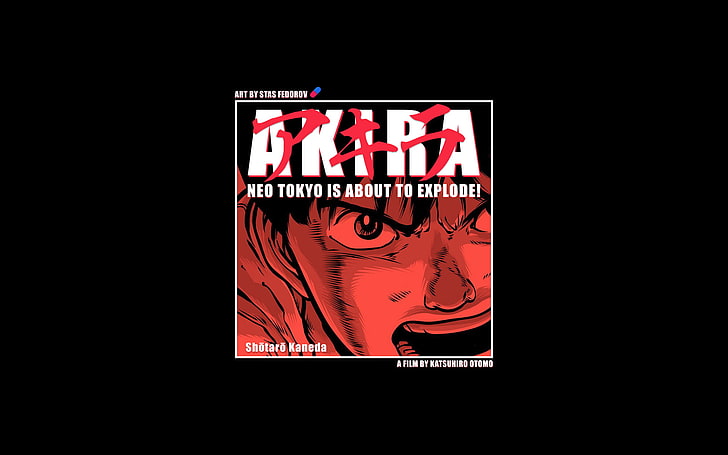 ART BY STAS FEDOROV
AKIRA
アキラ
NEO TOKYO IS ABOUT TO EXPLODE!
Shōtarō Kaneda
A FILM BY KATSUHIRO OTOMO